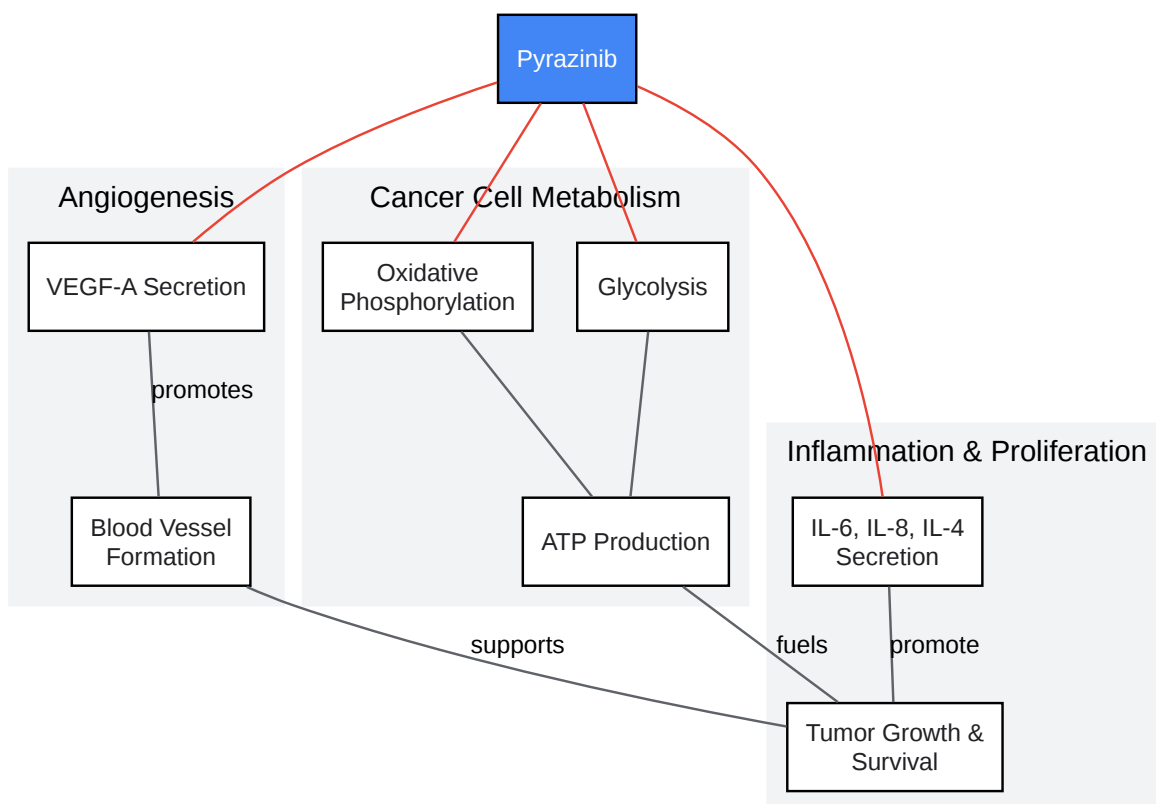 Pyrazinib
Angiogenesis
Cancer Cell Metabolism
VEGF-A Secretion
Oxidative
Phosphorylation
Glycolysis
promotes
Inflammation & Proliferation
Blood Vessel
Formation
ATP Production
IL-6, IL-8, IL-4
Secretion
supports
fuels
promote
Tumor Growth &
Survival